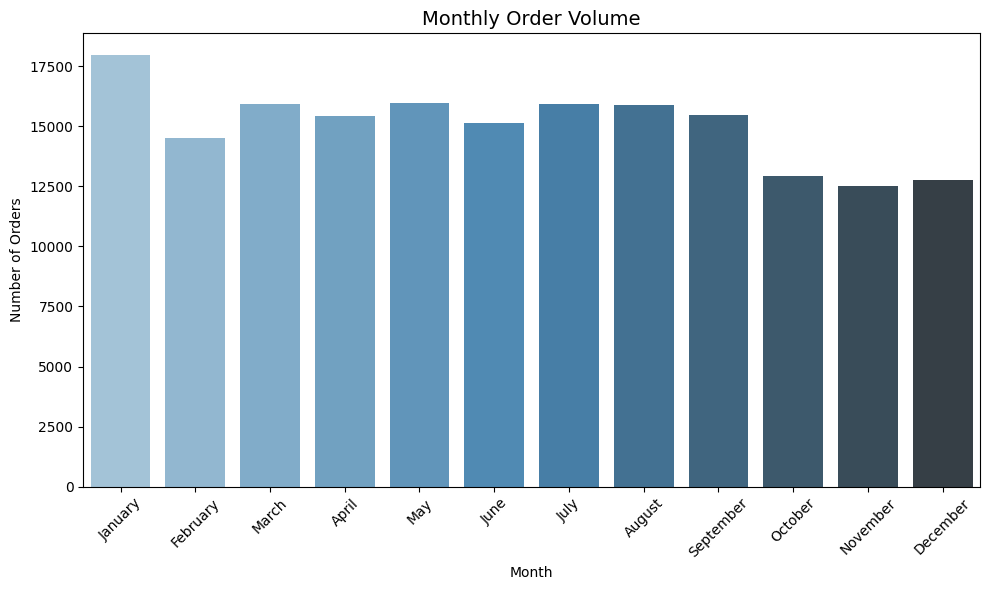 Monthly Order Volume
17500
15000
12500
10000
7500
5000
2500
0
Number of Orders
January
February
March
April
May
June
July
August
September
October
November
December
Month